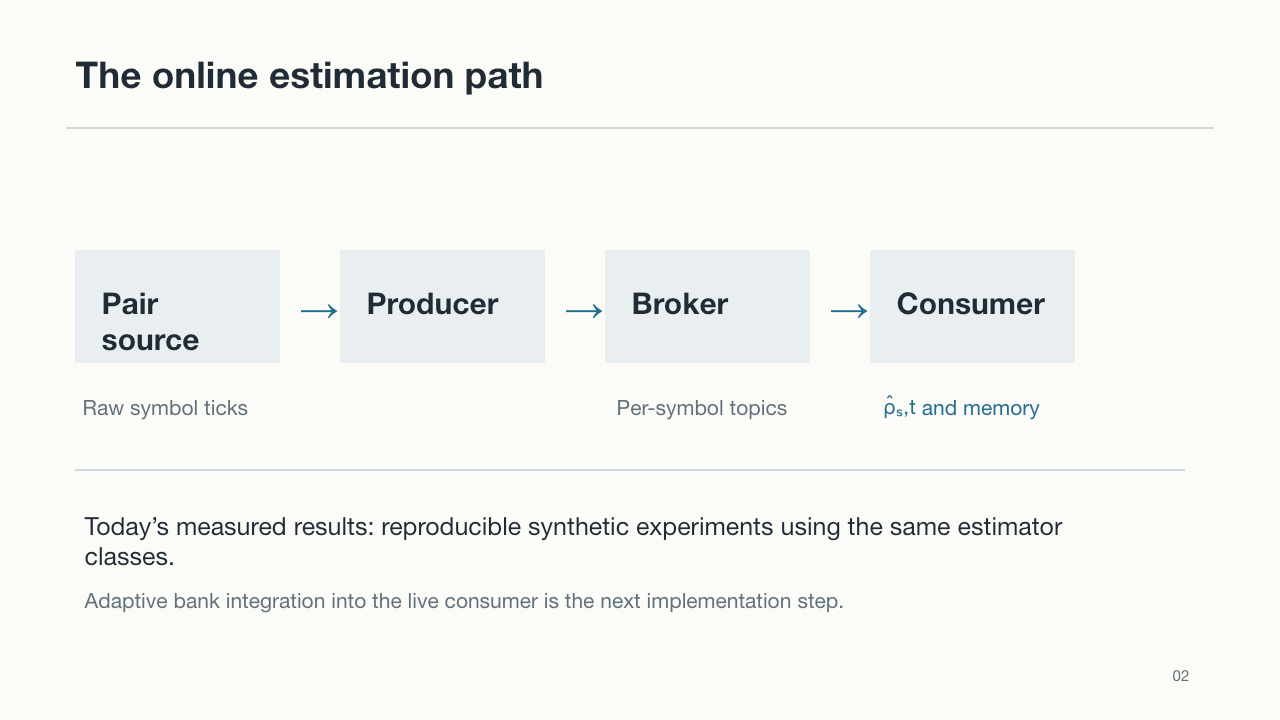 The online estimation path
Pair
source
→
Producer
→
Broker
→
Consumer
Raw symbol ticks
Per-symbol topics
ρ̂ₛ,t and memory
Today’s measured results: reproducible synthetic experiments using the same estimator
classes.
Adaptive bank integration into the live consumer is the next implementation step.
02